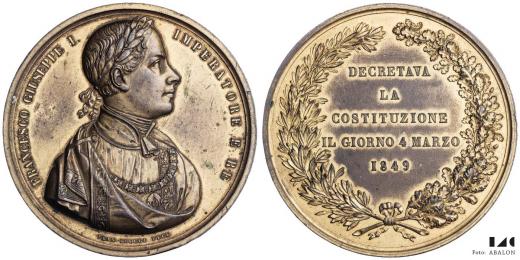 FRANCESCO GIUSEPPE I. IMPERATORE E RE
DECRETAVA
LA
COSTITUZIONE
IL GIORNO 4 MARZO
1849
Foto: ABALON